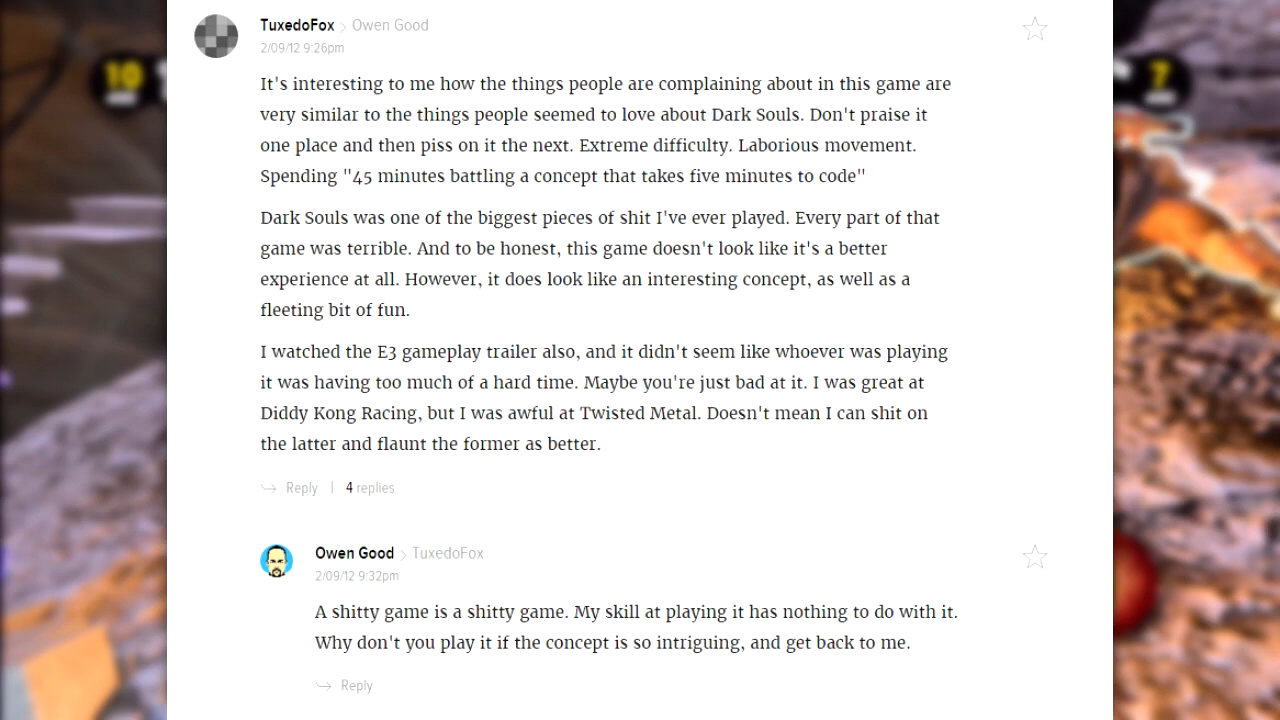 TuxedoFox > Owen Good
2/09/12 9:26pm
It's interesting to me how the things people are complaining about in this game are
very similar to the things people seemed to love about Dark Souls. Don't praise it
one place and then piss on it the next. Extreme difficulty. Laborious movement.
Spending "45 minutes battling a concept that takes five minutes to code"
Dark Souls was one of the biggest pieces of shit I've ever played. Every part of that
game was terrible. And to be honest, this game doesn't look like it's a better
experience at all. However, it does look like an interesting concept, as well as a
fleeting bit of fun.
I watched the E3 gameplay trailer also, and it didn't seem like whoever was playing
it was having too much of a hard time. Maybe you're just bad at it. I was great at
Diddy Kong Racing, but I was awful at Twisted Metal. Doesn't mean I can shit on
the latter and flaunt the former as better.
Reply | 4 replies
Owen Good > TuxedoFox
2/09/12 9:32pm
A shitty game is a shitty game. My skill at playing it has nothing to do with it.
Why don't you play it if the concept is so intriguing, and get back to me.
Reply
10
7